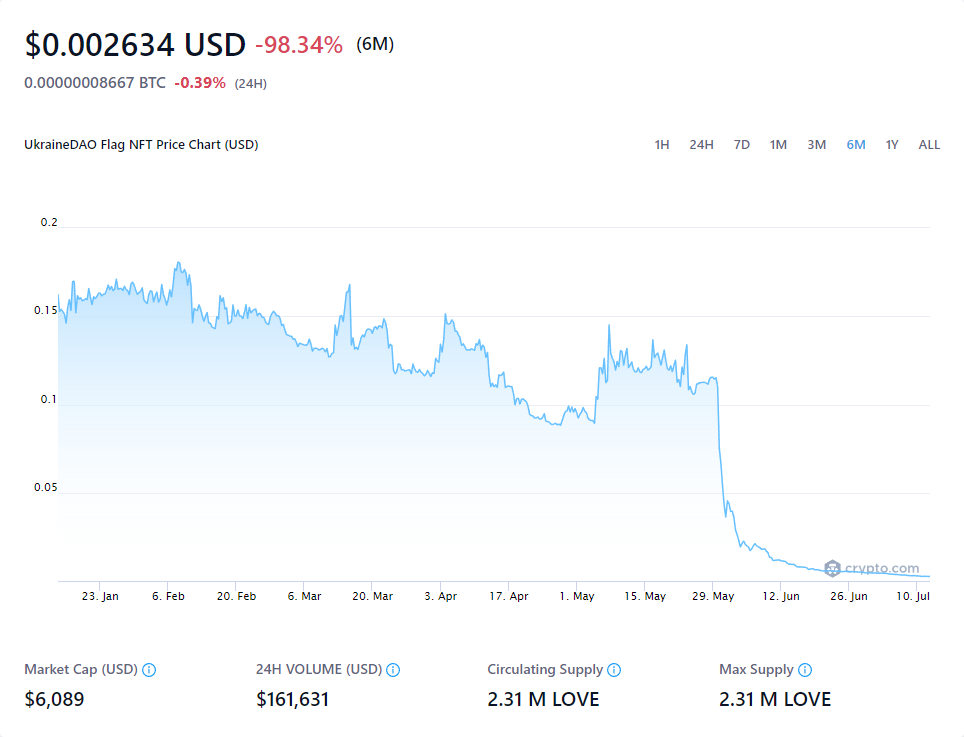 $0.002634 USD -98.34% (6M)
0.00000008667 BTC -0.39% (24H)
UkraineDAO Flag NFT Price Chart (USD) 1H 24H 7D 1M 3M 6M 1Y ALL
0.2
0.15
0.1
0.05
crypto.com
23. Jan 6. Feb 20. Feb 6. Mar 20. Mar 3. Apr 17. Apr 1. May 15. May 29. May 12. Jun 26. Jun 10. Jul
Market Cap (USD) 24H VOLUME (USD) Circulating Supply Max Supply
$6,089 $161,631 2.31 M LOVE 2.31 M LOVE